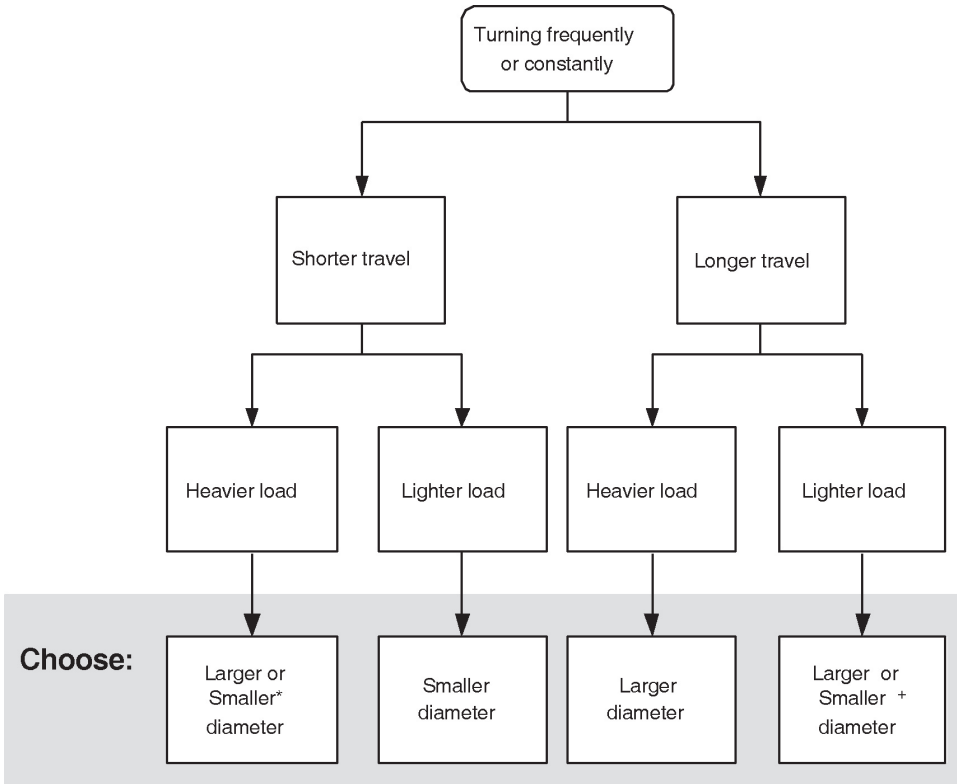 Turning frequently
or constantly
Shorter travel
Longer travel
Heavier load
Lighter load
Heavier load
Lighter load
Choose:
Larger or
Smaller*
diameter
Smaller
diameter
Larger
diameter
Larger or
Smaller +
diameter